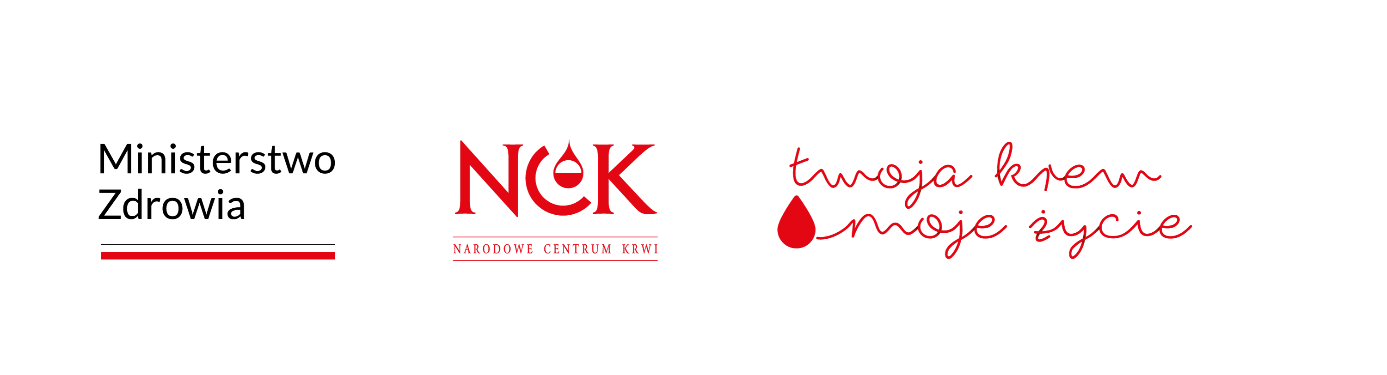 Ministerstwo
Zdrowia
NCK
NARODOWE CENTRUM KRWI
twoja krew
moje życie